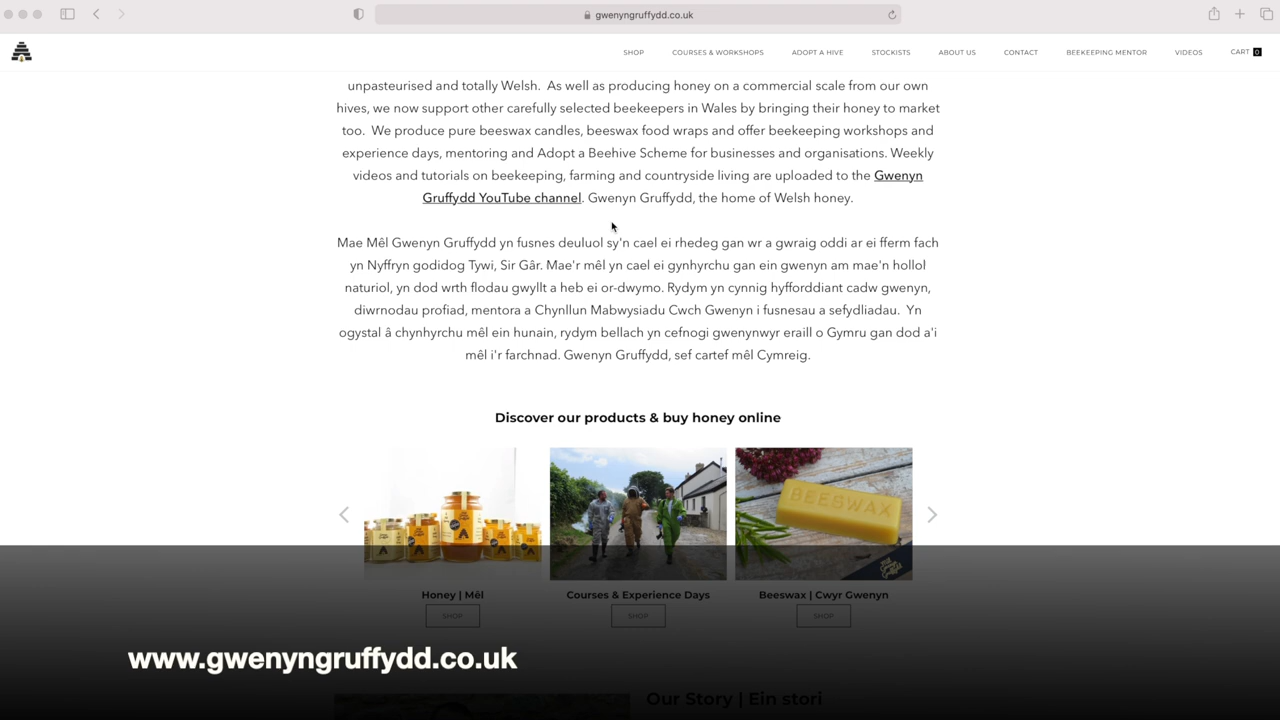 gwenyngruffydd.co.uk
SHOP COURSES & WORKSHOPS ADOPT A HIVE STOCKISTS ABOUT US CONTACT BEEKEEPING MENTOR VIDEOS CART 0
unpasteurised and totally Welsh. As well as producing honey on a commercial scale from our own
hives, we now support other carefully selected beekeepers in Wales by bringing their honey to market
too. We produce pure beeswax candles, beeswax food wraps and offer beekeeping workshops and
experience days, mentoring and Adopt a Beehive Scheme for businesses and organisations. Weekly
videos and tutorials on beekeeping, farming and countryside living are uploaded to the Gwenyn
Gruffydd YouTube channel. Gwenyn Gruffydd, the home of Welsh honey.
Mae Mêl Gwenyn Gruffydd yn fusnes deuluol sy'n cael ei rhedeg gan wr a gwraig oddi ar ei fferm fach
yn Nyffryn godidog Tywi, Sir Gâr. Mae'r mêl yn cael ei gynhyrchu gan ein gwenyn am mae'n hollol
naturiol, yn dod wrth flodau gwyllt a heb ei or-dwymo. Rydym yn cynnig hyfforddiant cadw gwenyn,
diwrnodau profiad, mentora a Chynllun Mabwysiadu Cwch Gwenyn i fusnesau a sefydliadau. Yn
ogystal â chynhyrchu mêl ein hunain, rydym bellach yn cefnogi gwenynwyr eraill o Gymru gan dod a'i
mêl i'r farchnad. Gwenyn Gruffydd, sef cartef mêl Cymreig.
Discover our products & buy honey online
BEESWAX
Honey | Mêl Courses & Experience Days Beeswax | Cwyr Gwenyn
SHOP SHOP SHOP
www.gwenyngruffydd.co.uk
Our Story | Ein stori